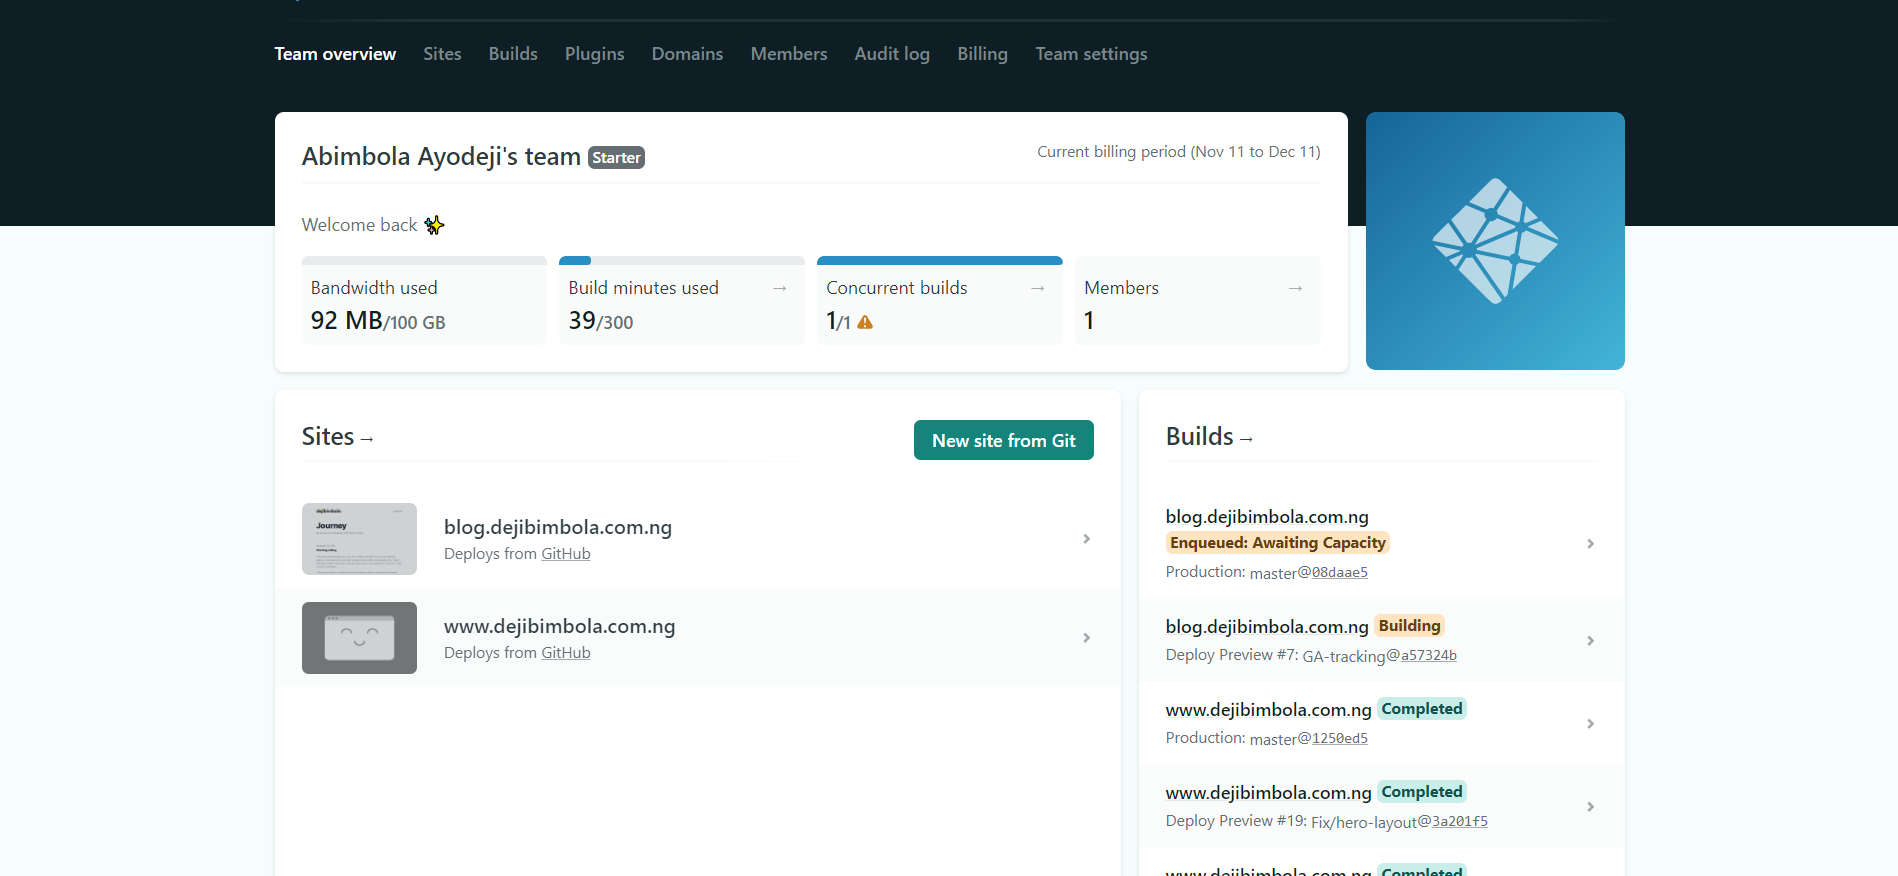 Team overview Sites Builds Plugins Domains Members Audit log Billing Team settings
Abimbola Ayodeji's team Starter
Current billing period (Nov 11 to Dec 11)
Welcome back ✨
Bandwidth used
92 MB/100 GB
Build minutes used →
39/300
Concurrent builds →
1/1 ⚠
Members →
1
Sites →
New site from Git
dejibimbola
Journey
blog.dejibimbola.com.ng
Deploys from GitHub
www.dejibimbola.com.ng
Deploys from GitHub
Builds →
blog.dejibimbola.com.ng
Enqueued: Awaiting Capacity
Production: master@08daae5
blog.dejibimbola.com.ng Building
Deploy Preview #7: GA-tracking@a57324b
www.dejibimbola.com.ng Completed
Production: master@1250ed5
www.dejibimbola.com.ng Completed
Deploy Preview #19: Fix/hero-layout@3a201f5
www.dejibimbola.com.ng Completed